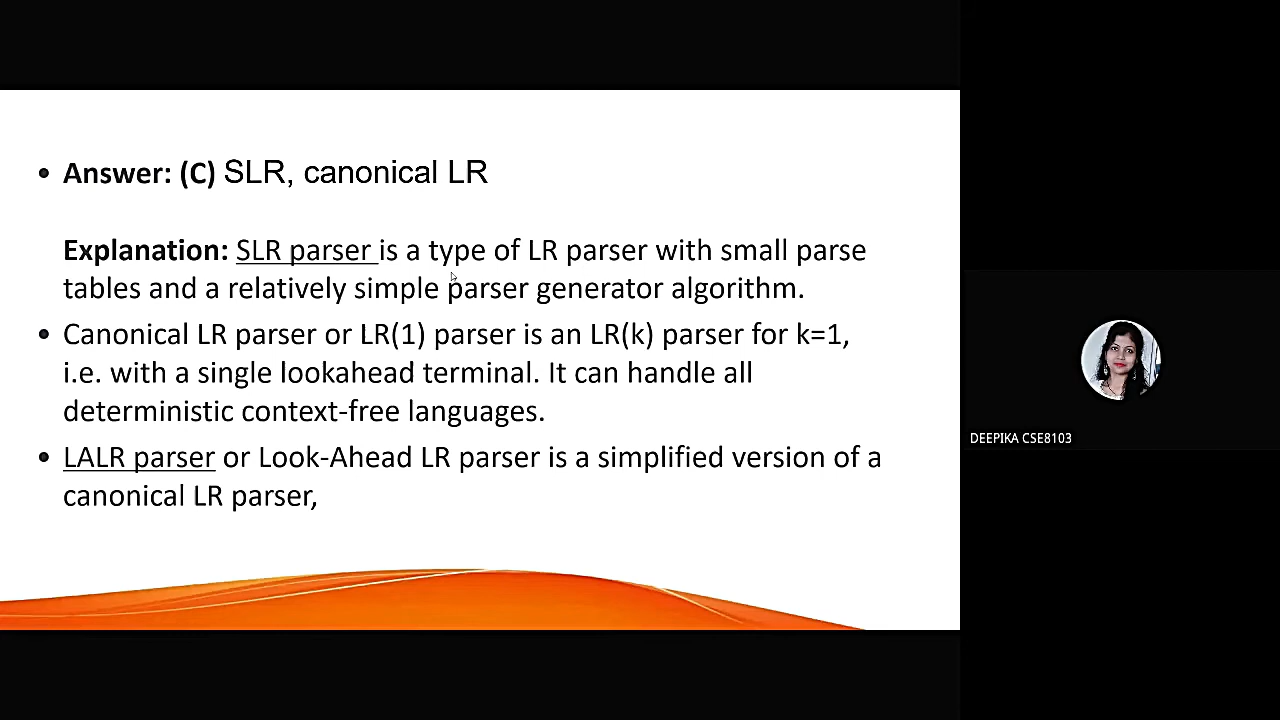 • Answer: (C) SLR, canonical LR
Explanation: SLR parser is a type of LR parser with small parse
tables and a relatively simple parser generator algorithm.
• Canonical LR parser or LR(1) parser is an LR(k) parser for k=1,
i.e. with a single lookahead terminal. It can handle all
deterministic context-free languages.
• LALR parser or Look-Ahead LR parser is a simplified version of a
canonical LR parser,
DEEPIKA CSE8103